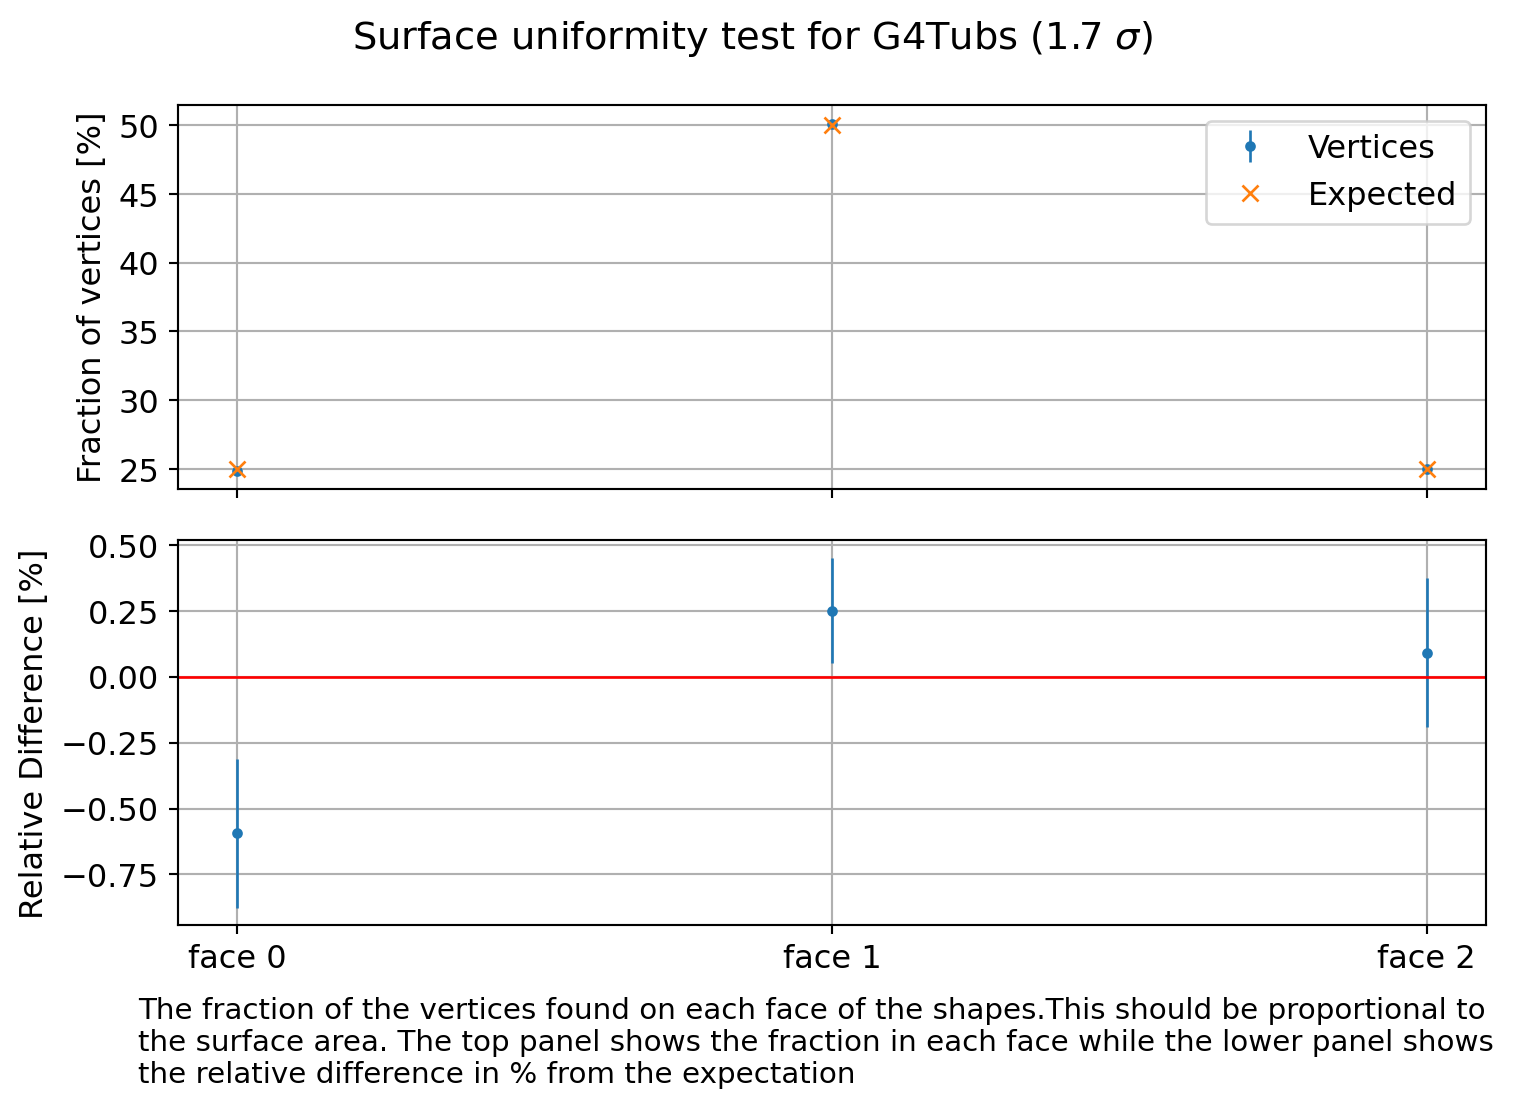 Surface uniformity test for G4Tubs (1.7 σ)
Fraction of vertices [%]
50
45
40
35
30
25
Vertices
Expected
Relative Difference [%]
0.50
0.25
0.00
−0.25
−0.50
−0.75
face 0
face 1
face 2
The fraction of the vertices found on each face of the shapes.This should be proportional to
the surface area. The top panel shows the fraction in each face while the lower panel shows
the relative difference in % from the expectation